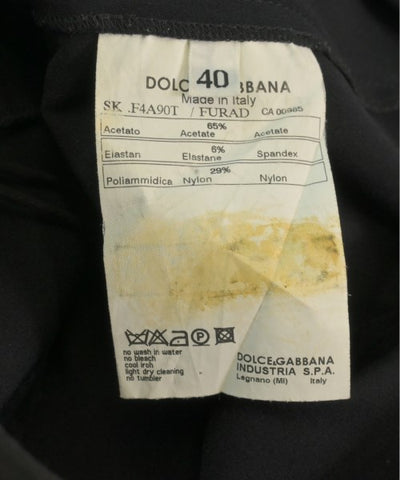 40
DOLC BBANA
Made in Italy
SK .F4A90T / FURAD CA 00985
65%
Acetato Acetate Acetate
6%
Elastan Elastane Spandex
29%
Poliammidica Nylon Nylon
A P
no wash in water
no bleach
cool iron
light dry cleaning
no tumbler
DOLCE&GABBANA
INDUSTRIA S.P.A.
Legnano (MI) Italy